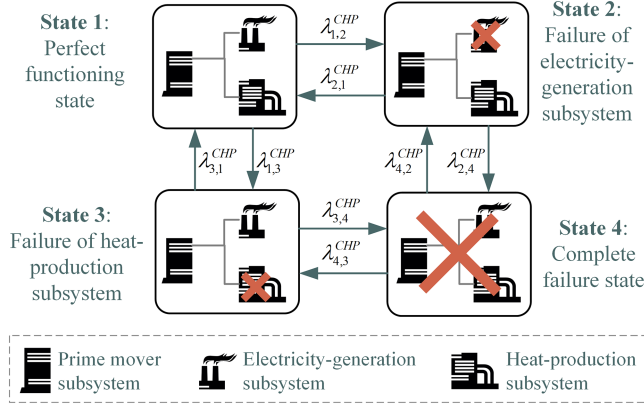 State 1:
Perfect
functioning
state
λ_{1,2}^{CHP}
λ_{2,1}^{CHP}
State 2:
Failure of
electricity-
generation
subsystem
λ_{3,1}^{CHP}
λ_{1,3}^{CHP}
λ_{4,2}^{CHP}
λ_{2,4}^{CHP}
State 3:
Failure of heat-
production
subsystem
λ_{3,4}^{CHP}
λ_{4,3}^{CHP}
State 4:
Complete
failure state
Prime mover
subsystem
Electricity-generation
subsystem
Heat-production
subsystem